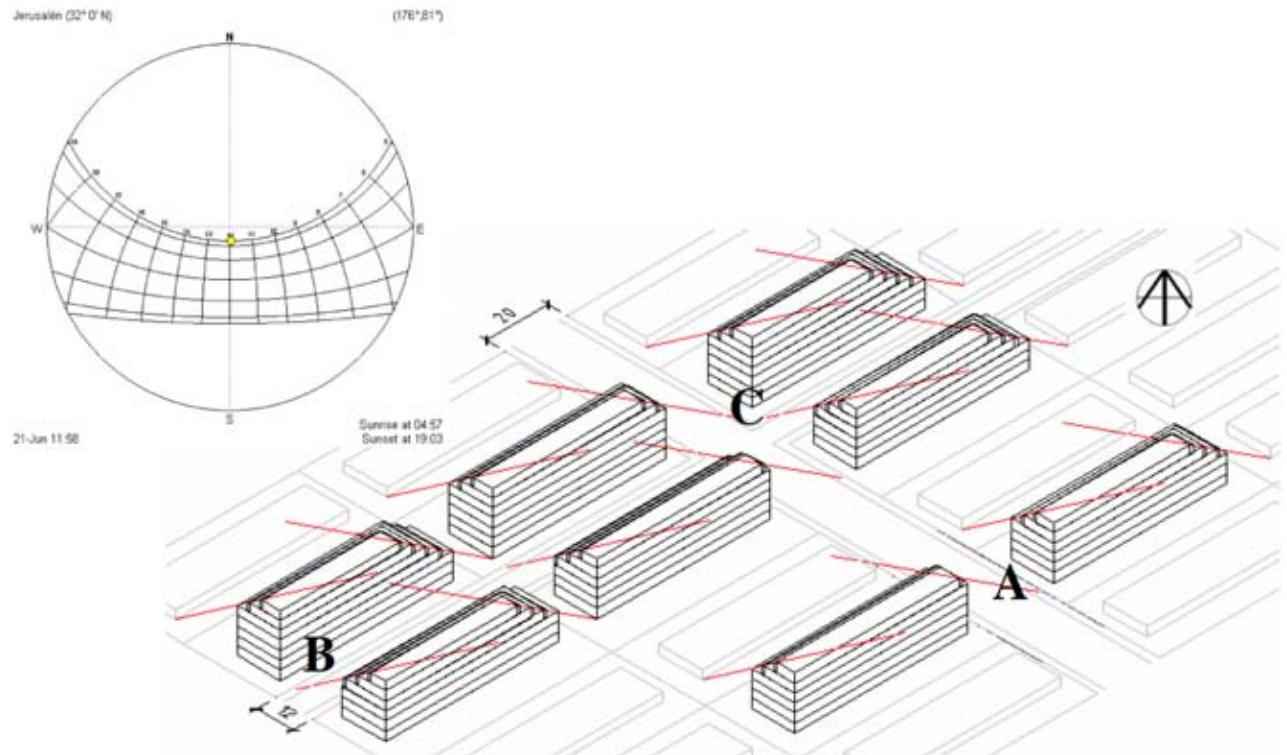 Jerusalén (32° 0' N)
(176°,81°)
N
W
E
S
21-Jun 11:58
Sunrise at 04:57
Sunset at 19:03
20
C
A
B
12